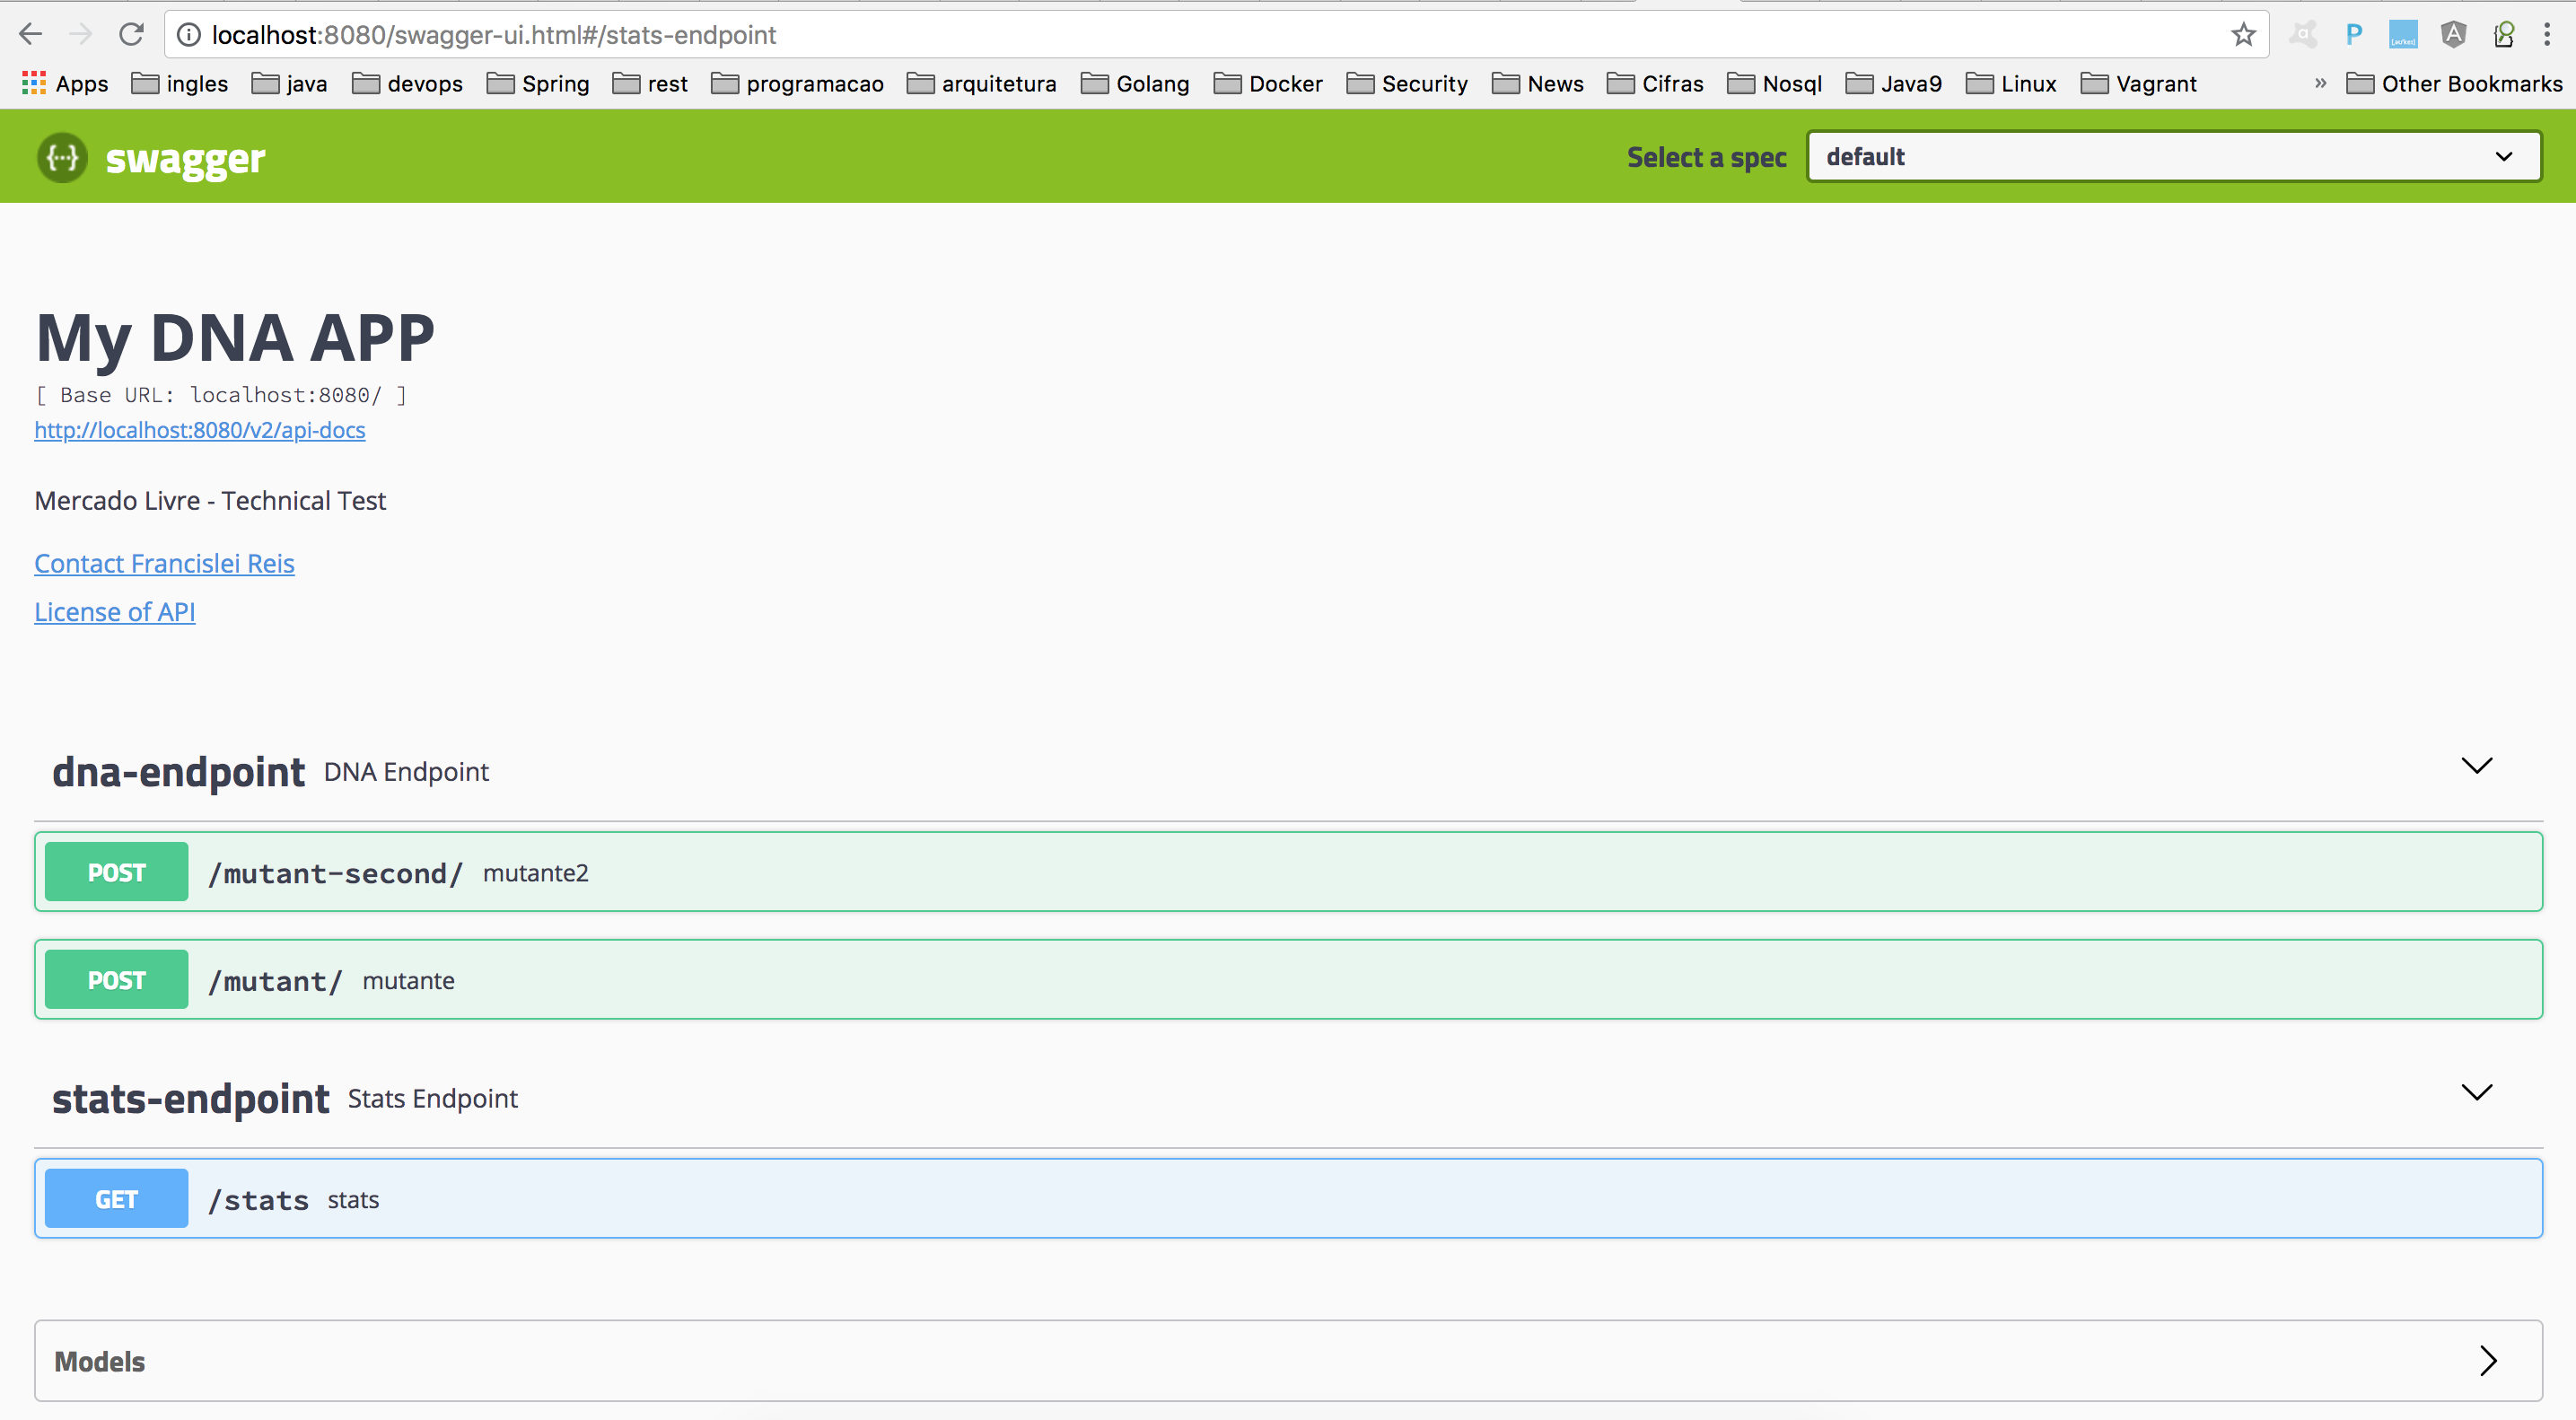 localhost:8080/swagger-ui.html#/stats-endpoint
Apps ingles java devops Spring rest programacao arquitetura Golang Docker Security News Cifras Nosql Java9 Linux Vagrant » Other Bookmarks
{···} swagger Select a spec default
My DNA APP
[ Base URL: localhost:8080/ ]
http://localhost:8080/v2/api-docs
Mercado Livre - Technical Test
Contact Francislei Reis
License of API
dna-endpoint DNA Endpoint
POST /mutant-second/ mutante2
POST /mutant/ mutante
stats-endpoint Stats Endpoint
GET /stats stats
Models